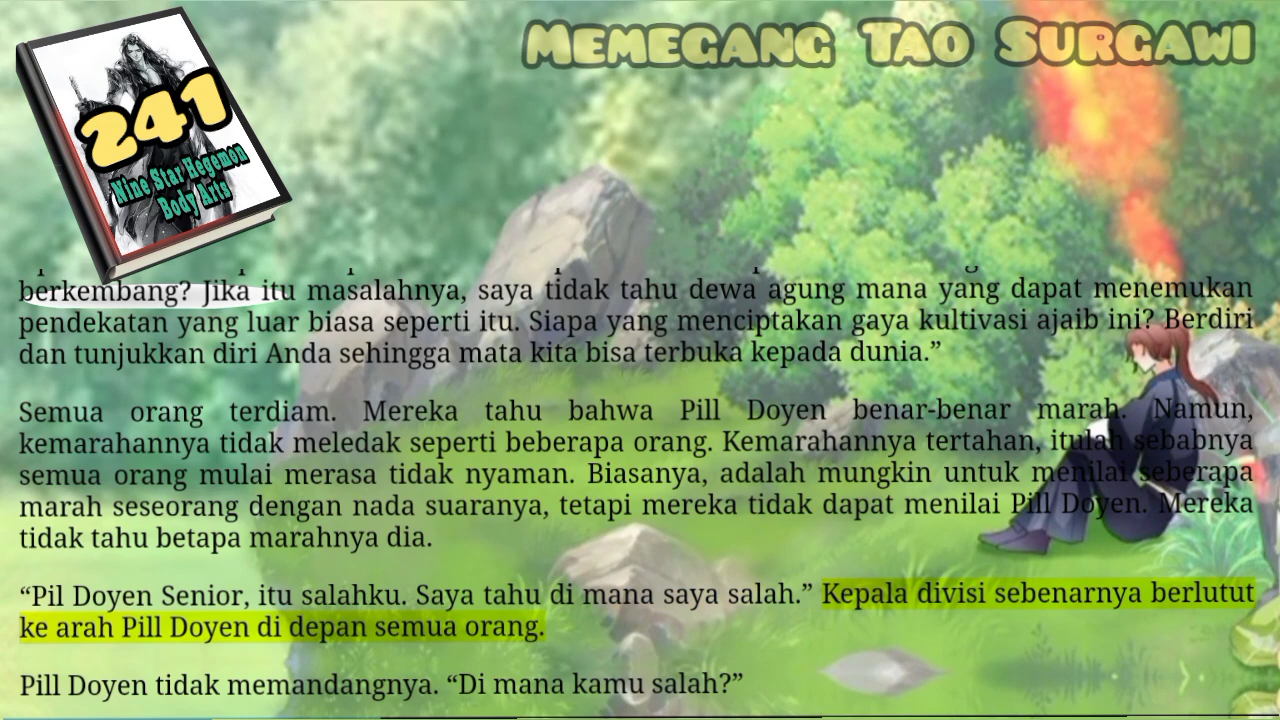 Memegang Tao Surgawi
241
Nine Star Hegemon
Body Arts
berkembang? Jika itu masalahnya, saya tidak tahu dewa agung mana yang dapat menemukan
pendekatan yang luar biasa seperti itu. Siapa yang menciptakan gaya kultivasi ajaib ini? Berdiri
dan tunjukkan diri Anda sehingga mata kita bisa terbuka kepada dunia.”
Semua orang terdiam. Mereka tahu bahwa Pill Doyen benar-benar marah. Namun,
kemarahannya tidak meledak seperti beberapa orang. Kemarahannya tertahan, itulah sebabnya
semua orang mulai merasa tidak nyaman. Biasanya, adalah mungkin untuk menilai seberapa
marah seseorang dengan nada suaranya, tetapi mereka tidak dapat menilai Pill Doyen. Mereka
tidak tahu betapa marahnya dia.
“Pil Doyen Senior, itu salahku. Saya tahu di mana saya salah.” Kepala divisi sebenarnya berlutut
ke arah Pill Doyen di depan semua orang.
Pill Doyen tidak memandangnya. “Di mana kamu salah?”